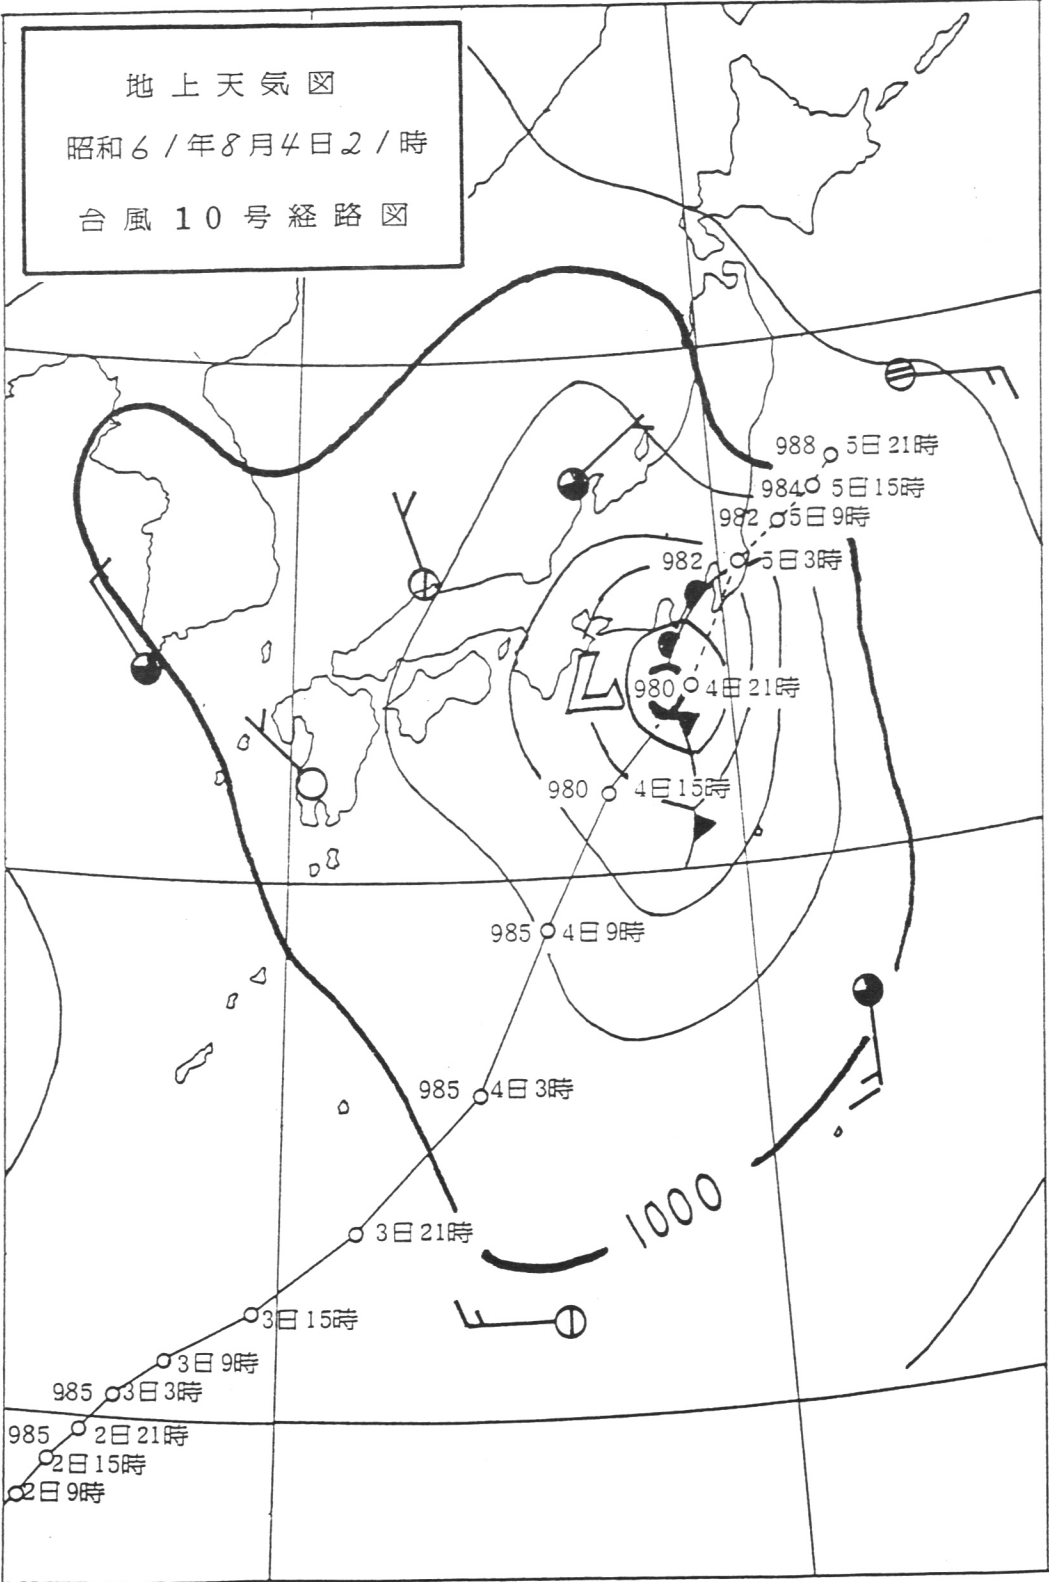 地上天気図
昭和61年8月4日21時
台風10号経路図
988 5日21時
984 5日15時
982 5日9時
982 5日3時
L
980 4日21時
980 4日15時
985 4日9時
985 4日3時
1000
3日21時
3日15時
3日9時
985 3日3時
985 2日21時
2日15時
2日9時